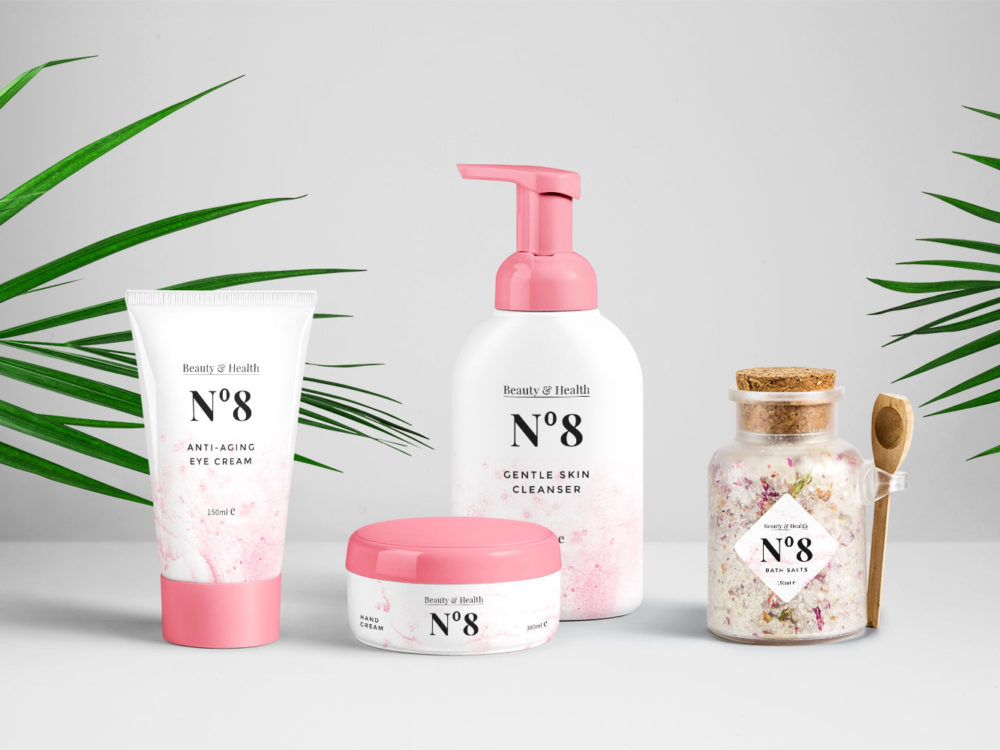 Beauty & Health
Nº8
ANTI-AGING
EYE CREAM
150ml e
Beauty & Health
Nº8
GENTLE SKIN
CLEANSER
e
Beauty & Health
Nº8
HAND
CREAM
300ml e
Beauty & Health
Nº8
BATH SALTS
150ml e